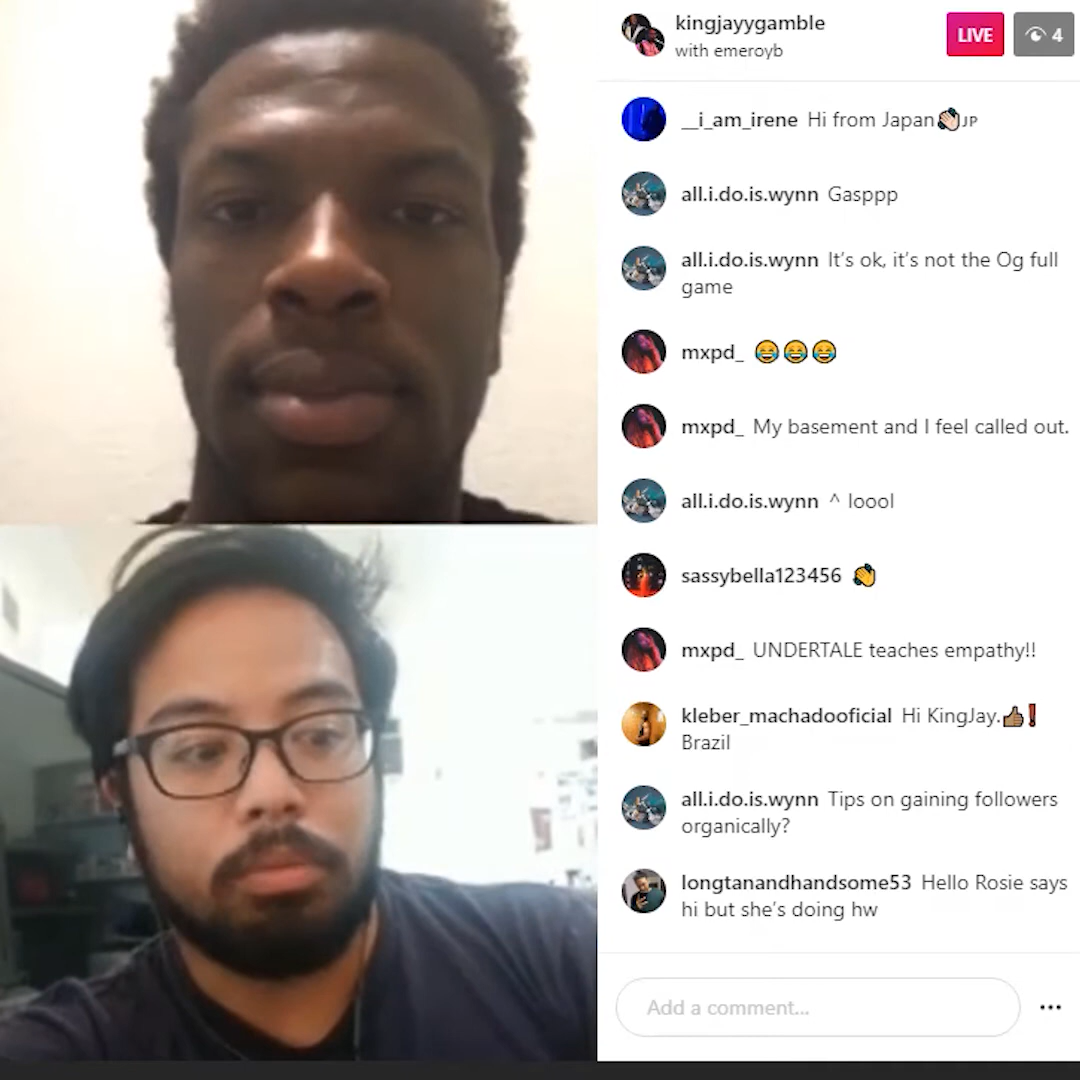 kingjayygamble
with emeroyb
LIVE
4
__i_am_irene Hi from Japan👏🏻JP
all.i.do.is.wynn Gasppp
all.i.do.is.wynn It's ok, it's not the Og full
game
mxpd_ 😂😂😂
mxpd_ My basement and I feel called out.
all.i.do.is.wynn ^ loool
sassybella123456 👏
mxpd_ UNDERTALE teaches empathy!!
kleber_machadooficial Hi KingJay.👍🏽❗
Brazil
all.i.do.is.wynn Tips on gaining followers
organically?
longtanandhandsome53 Hello Rosie says
hi but she's doing hw
Add a comment...